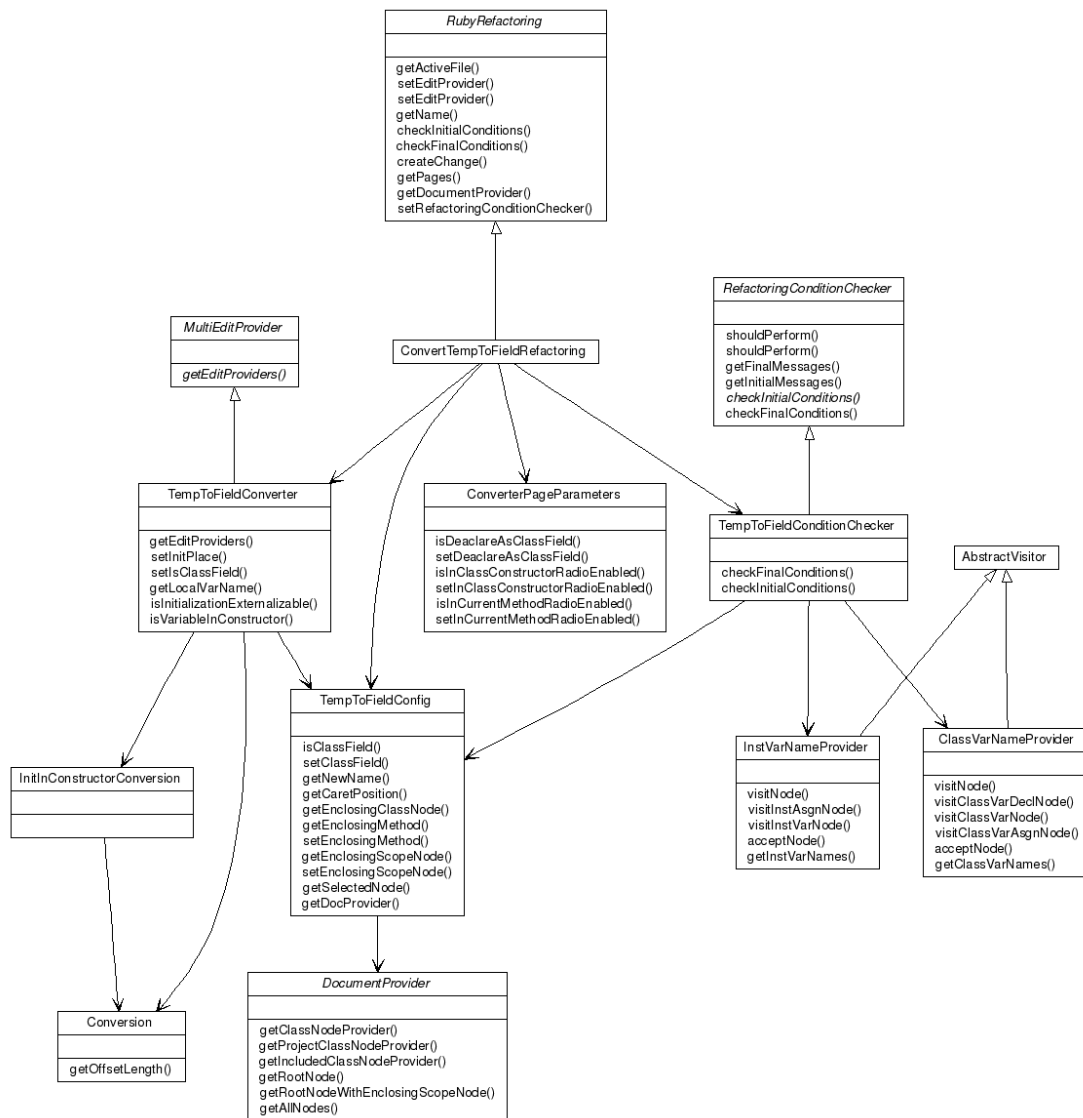 RubyRefactoring
getActiveFile()
setEditProvider()
setEditProvider()
getName()
checkInitialConditions()
checkFinalConditions()
createChange()
getPages()
getDocumentProvider()
setRefactoringConditionChecker()
RefactoringConditionChecker
shouldPerform()
shouldPerform()
getFinalMessages()
getInitialMessages()
checkInitialConditions()
checkFinalConditions()
MultiEditProvider
getEditProviders()
ConvertTempToFieldRefactoring
TempToFieldConverter
getEditProviders()
setInitPlace()
setIsClassField()
getLocalVarName()
isInitializationExternalizable()
isVariableInConstructor()
ConverterPageParameters
isDeaclareAsClassField()
setDeaclareAsClassField()
isInClassConstructorRadioEnabled()
setInClassConstructorRadioEnabled()
isInCurrentMethodRadioEnabled()
setInCurrentMethodRadioEnabled()
TempToFieldConditionChecker
checkFinalConditions()
checkInitialConditions()
AbstractVisitor
TempToFieldConfig
isClassField()
setClassField()
getNewName()
getCaretPosition()
getEnclosingClassNode()
getEnclosingMethod()
setEnclosingMethod()
getEnclosingScopeNode()
setEnclosingScopeNode()
getSelectedNode()
getDocProvider()
InstVarNameProvider
visitNode()
visitInstAsgnNode()
visitInstVarNode()
acceptNode()
getInstVarNames()
ClassVarNameProvider
visitNode()
visitClassVarDeclNode()
visitClassVarNode()
visitClassVarAsgnNode()
acceptNode()
getClassVarNames()
InitInConstructorConversion
DocumentProvider
getClassNodeProvider()
getProjectClassNodeProvider()
getIncludedClassNodeProvider()
getRootNode()
getRootNodeWithEnclosingScopeNode()
getAllNodes()
Conversion
getOffsetLength()